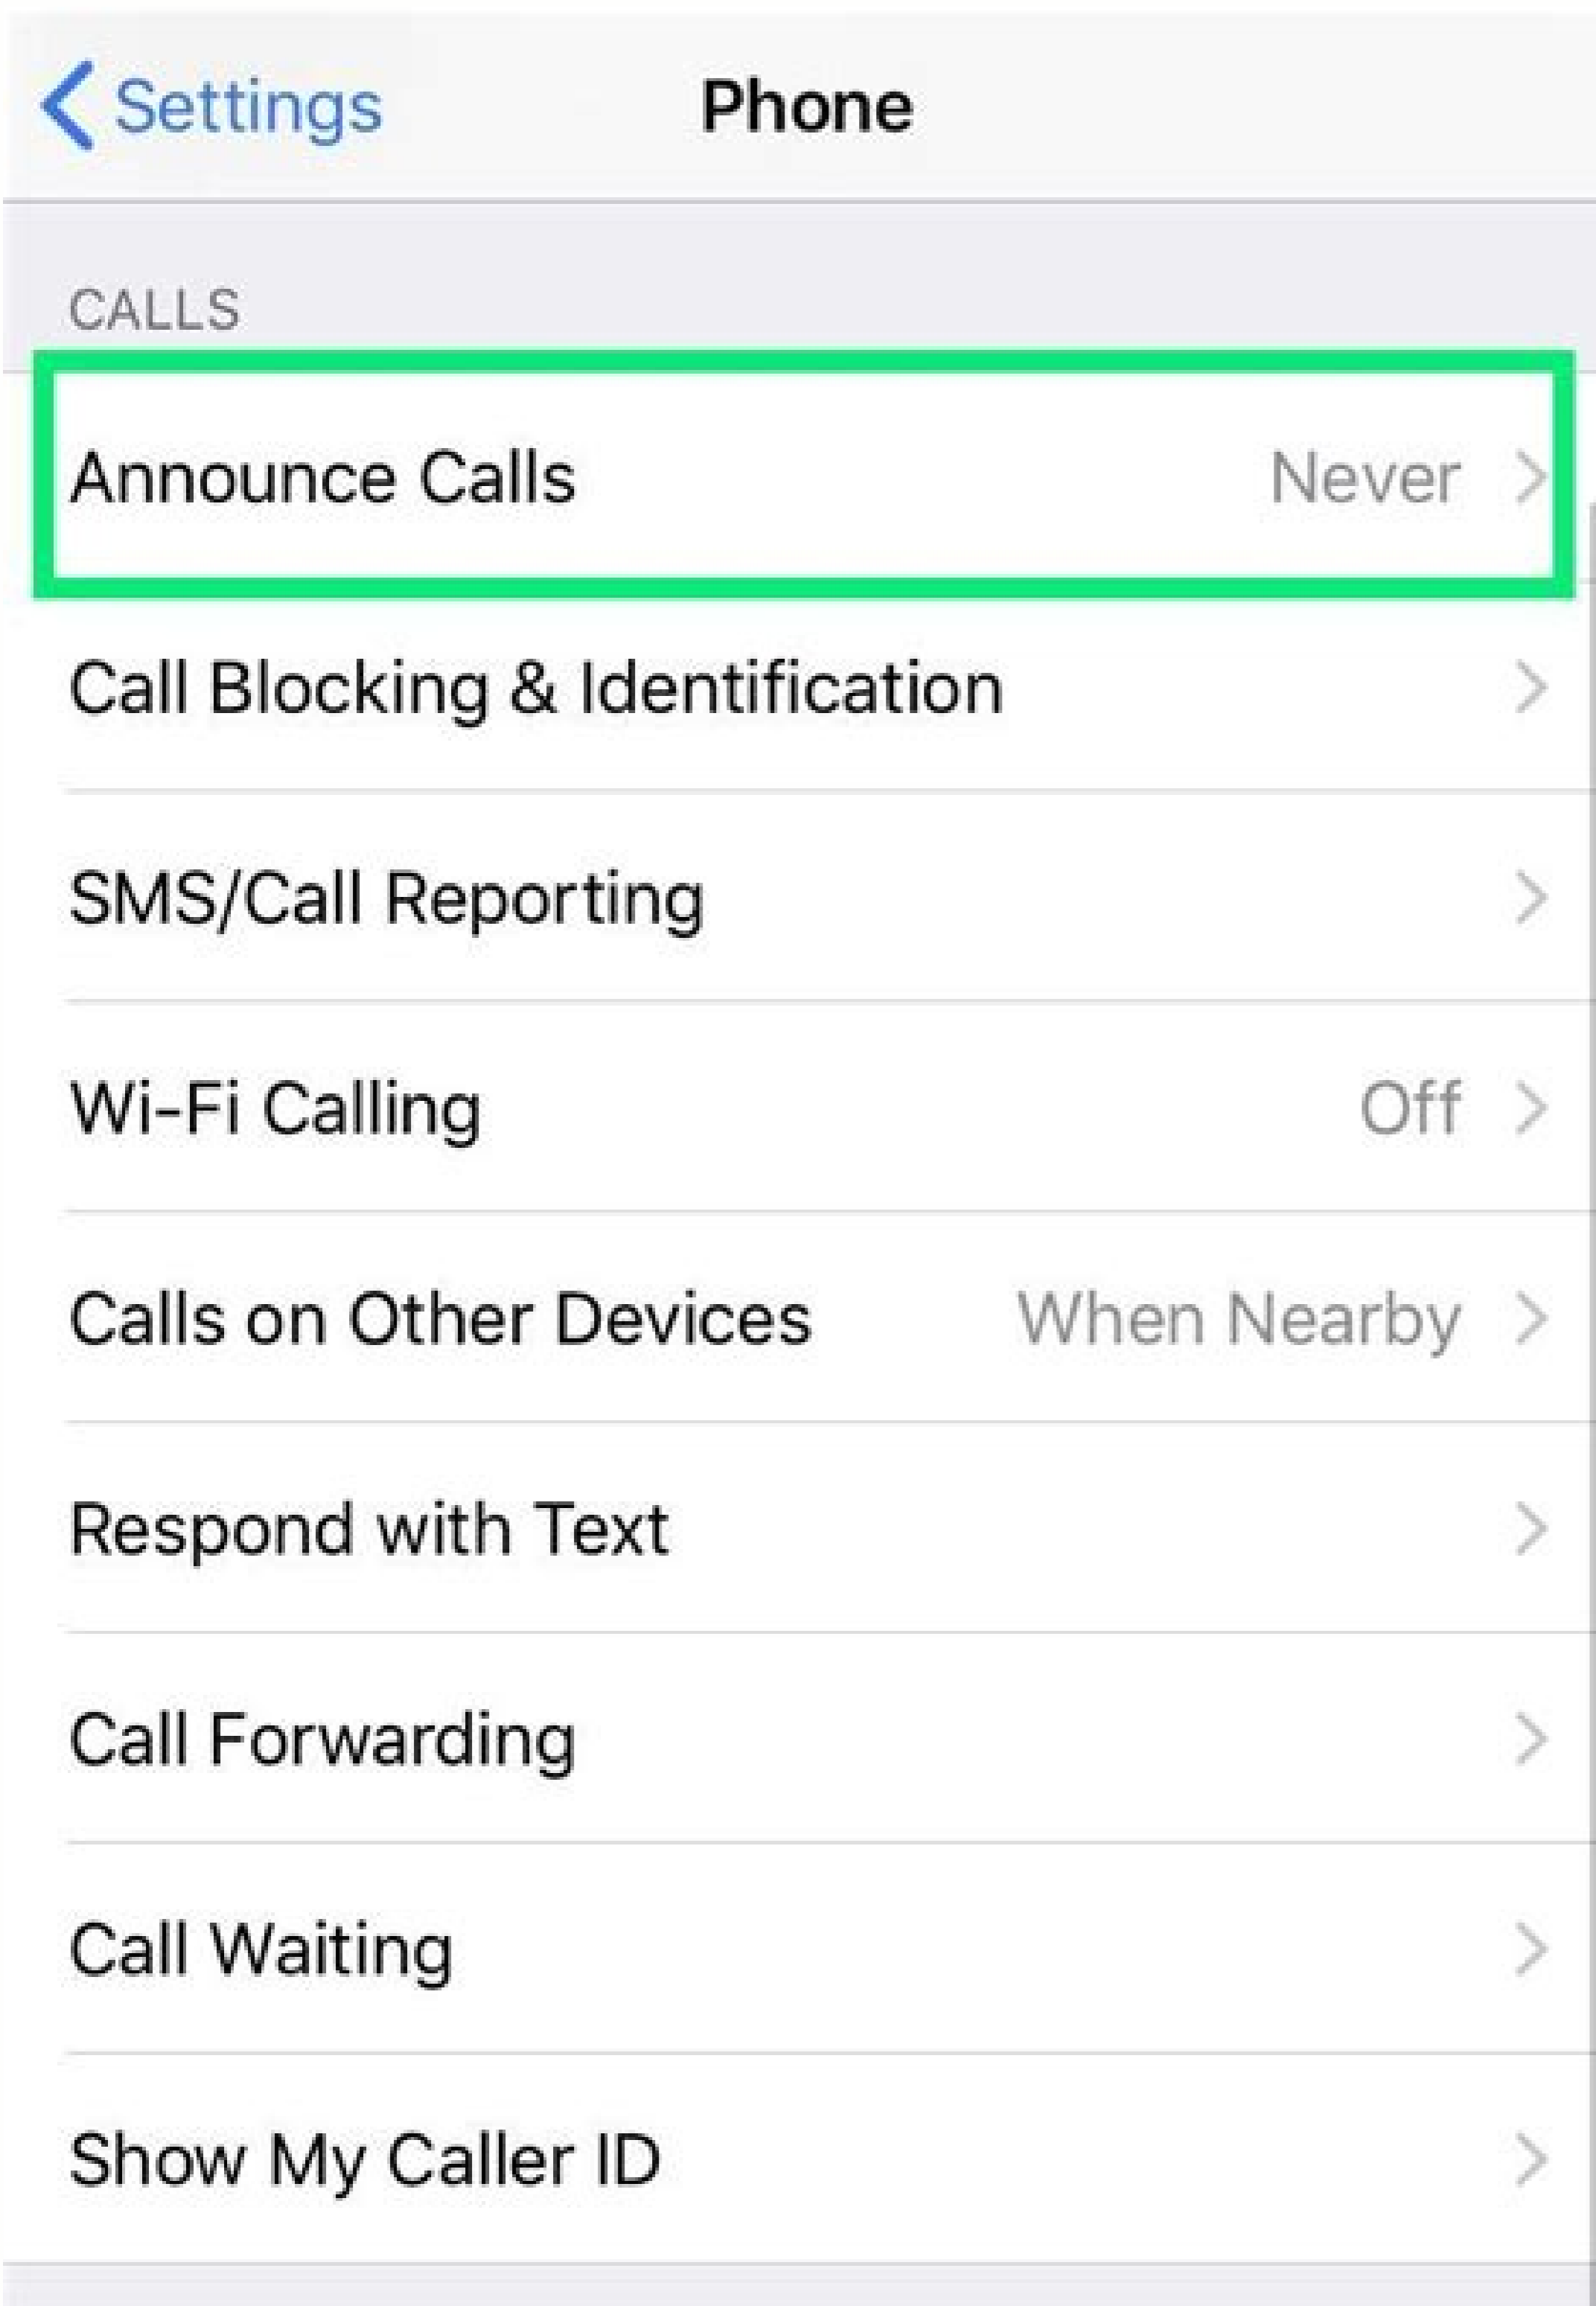 Settings Phone
CALLS
Announce Calls Never
Call Blocking & Identification
SMS/Call Reporting
Wi-Fi Calling Off
Calls on Other Devices When Nearby
Respond with Text
Call Forwarding
Call Waiting
Show My Caller ID